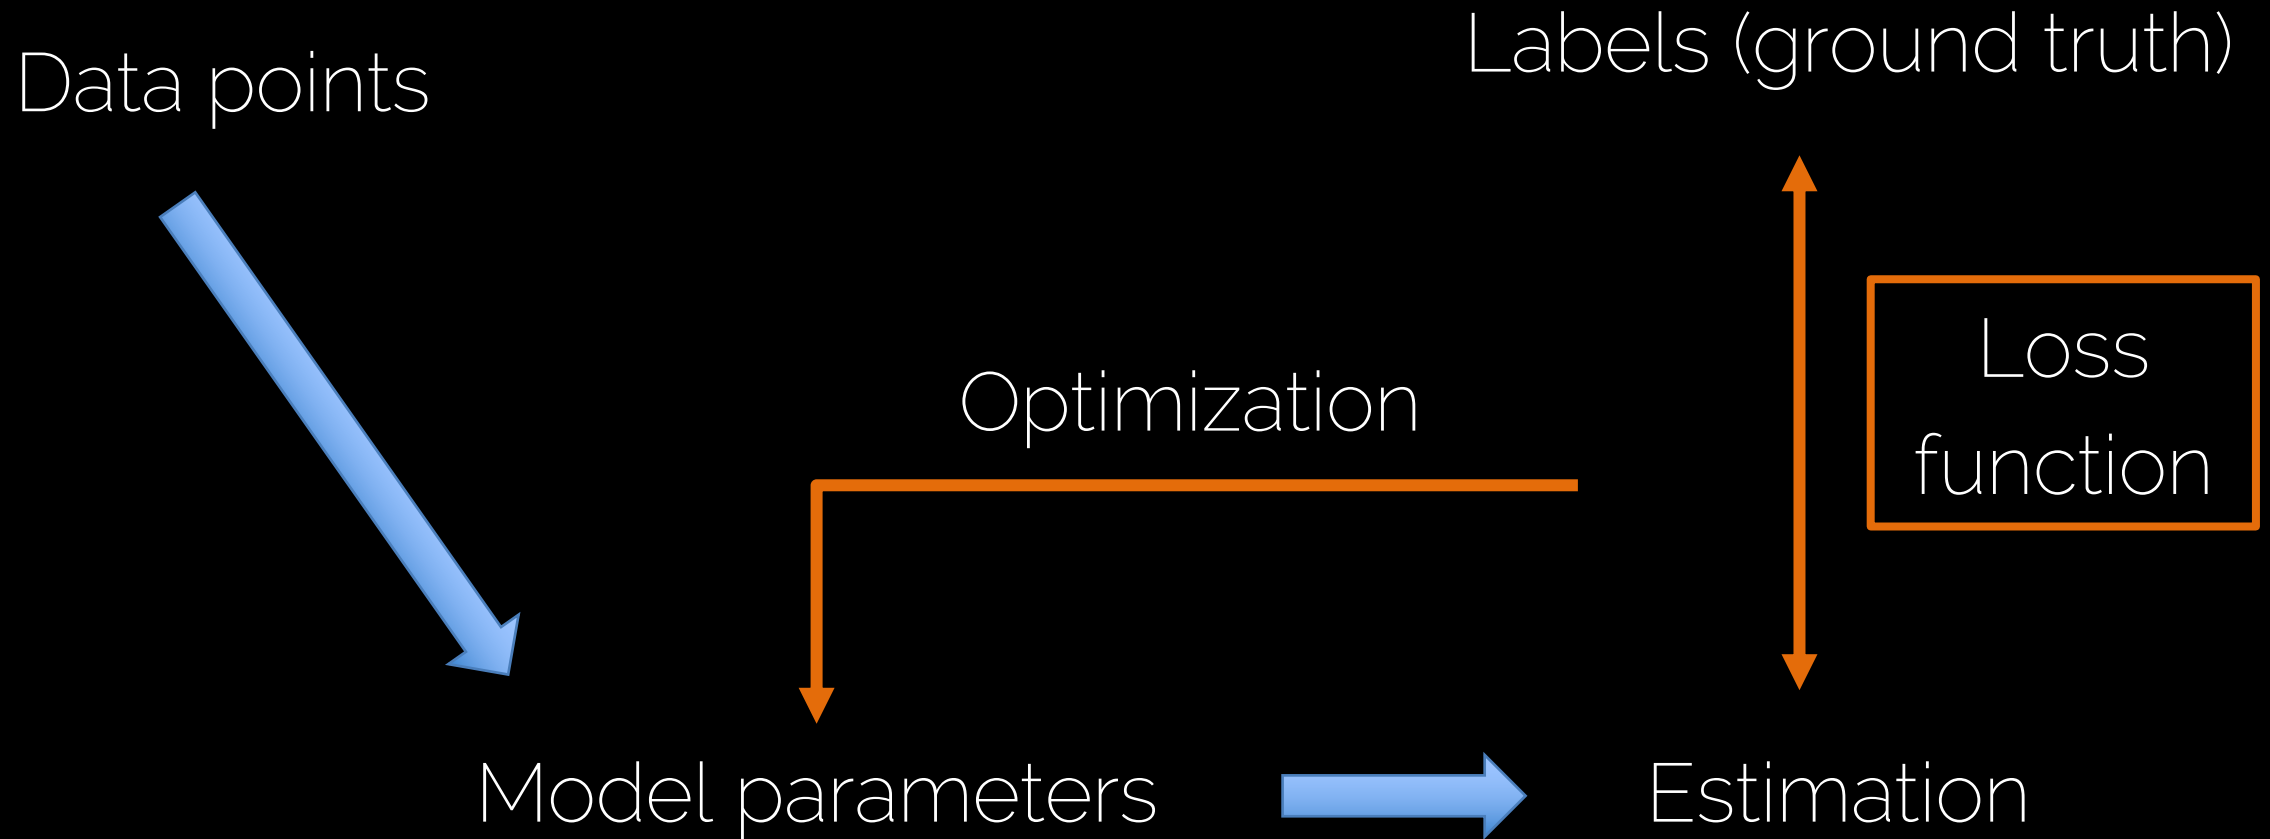 Data points
Labels (ground truth)
Optimization
Loss
function
Model parameters
Estimation